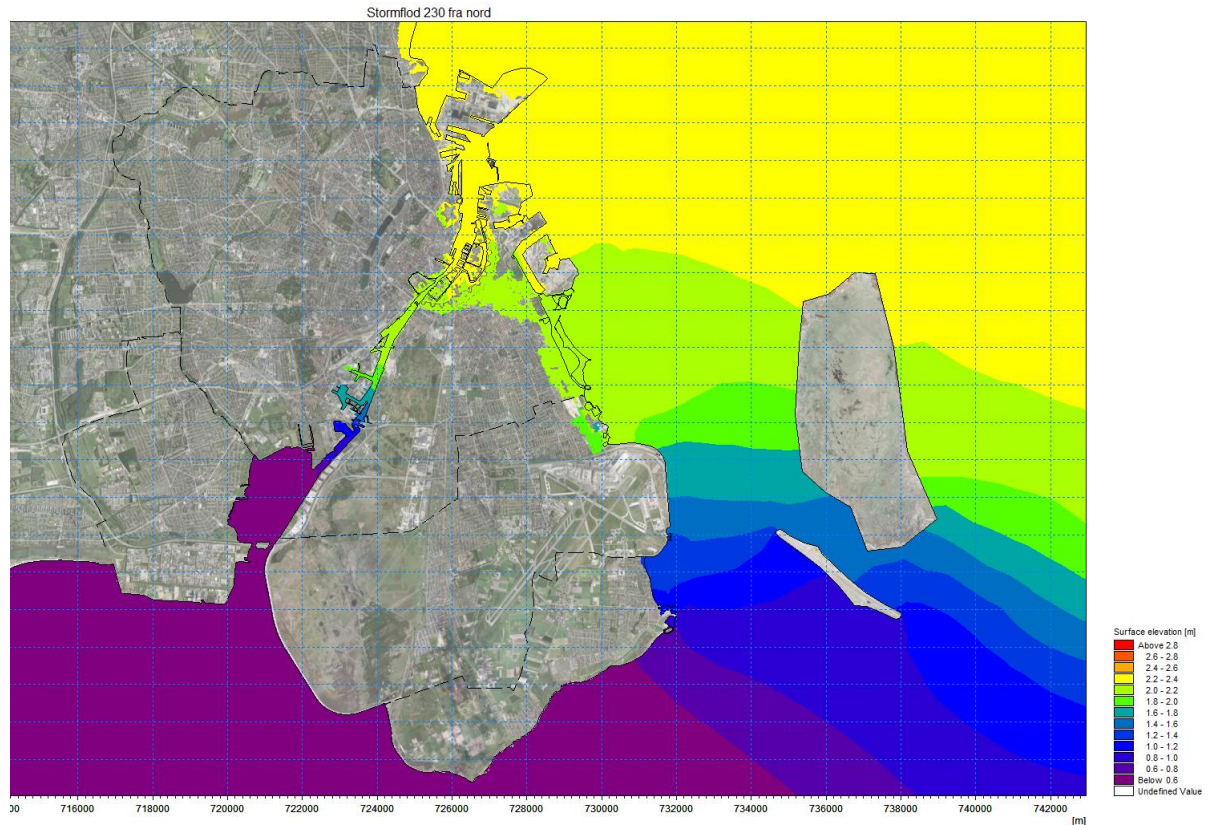 Stormflod 230 fra nord
Surface elevation [m]
Above 2.8
2.6 - 2.8
2.4 - 2.6
2.2 - 2.4
2.0 - 2.2
1.8 - 2.0
1.6 - 1.8
1.4 - 1.6
1.2 - 1.4
1.0 - 1.2
0.8 - 1.0
0.6 - 0.8
Below 0.6
Undefined Value
00 716000 718000 720000 722000 724000 726000 728000 730000 732000 734000 736000 738000 740000 742000
[m]